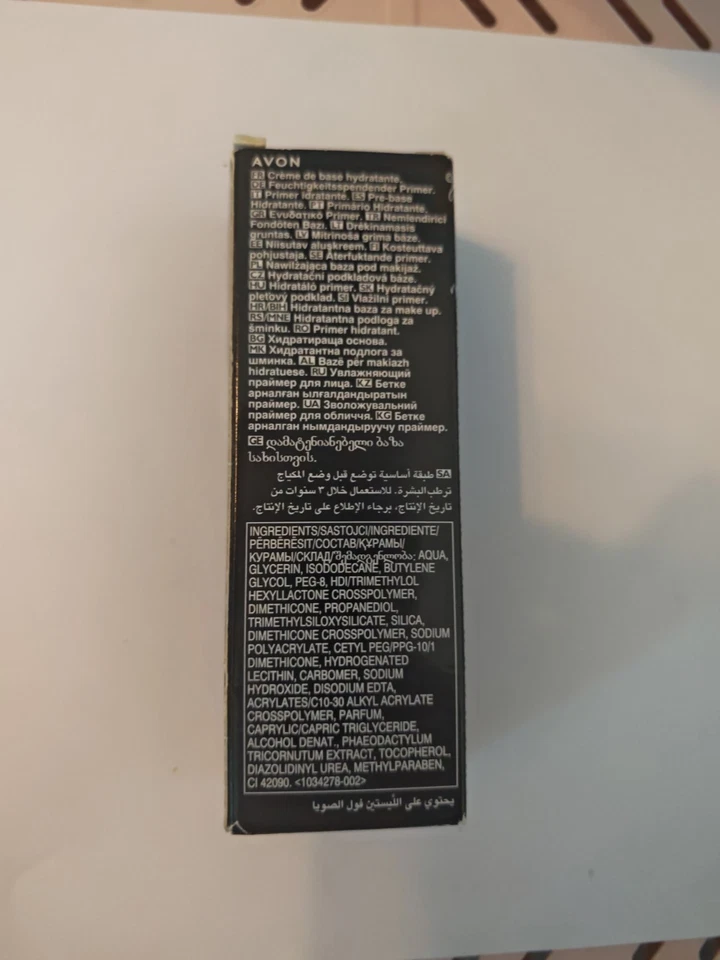 AVON
FR Crème de base hydratante.
DE Feuchtigkeitsspendender Primer.
IT Primer idratante. ES Pre-base
Hidratante. PT Primário Hidratante.
GR Ενυδατικό Primer. TR Nemlendirici
Fondöten Bazı. LT Drėkinamasis
gruntas. LV Mitrinoša grima bāze.
EE Niisutav aluskreem. FI Kosteuttava
pohjustaja. SE Återfuktande primer.
PL Nawilżająca baza pod makijaż.
CZ Hydratační podkladová báze.
HU Hidratáló primer. SK Hydratačný
pleťový podklad. SI Vlažilni primer.
HR/BIH Hidratantna baza za make up.
RS/MNE Hidratantna podloga za
šminku. RO Primer hidratant.
BG Хидратираща основа.
MK Хидратантна подлога за
шминка. AL Bazë për makiazh
hidratuese. RU Увлажняющий
праймер для лица. KZ Бетке
арналған ылғалдандыратын
праймер. UA Зволожувальний
праймер для обличчя. KG Бетке
арналган нымдандыруучу праймер.
GE დამატენიანებელი ბაზა
სახისთვის.
SA طبقة أساسية توضع قبل وضع المكياج
ترطب البشرة. للاستعمال خلال ٣ سنوات من
تاريخ الإنتاج، برجاء الإطلاع على تاريخ الإنتاج.
INGREDIENTS/SASTOJCI/INGREDIENTE/
PËRBËRËSIT/СОСТАВ/ҚҰРАМЫ/
КУРАМЫ/СКЛАД/შემადგენლობა: AQUA,
GLYCERIN, ISODODECANE, BUTYLENE
GLYCOL, PEG-8, HDI/TRIMETHYLOL
HEXYLLACTONE CROSSPOLYMER,
DIMETHICONE, PROPANEDIOL,
TRIMETHYLSILOXYSILICATE, SILICA,
DIMETHICONE CROSSPOLYMER, SODIUM
POLYACRYLATE, CETYL PEG/PPG-10/1
DIMETHICONE, HYDROGENATED
LECITHIN, CARBOMER, SODIUM
HYDROXIDE, DISODIUM EDTA,
ACRYLATES/C10-30 ALKYL ACRYLATE
CROSSPOLYMER, PARFUM,
CAPRYLIC/CAPRIC TRIGLYCERIDE,
ALCOHOL DENAT., PHAEODACTYLUM
TRICORNUTUM EXTRACT, TOCOPHEROL,
DIAZOLIDINYL UREA, METHYLPARABEN,
CI 42090. <1034278-002>
يحتوي على اللّيستين فول الصويا